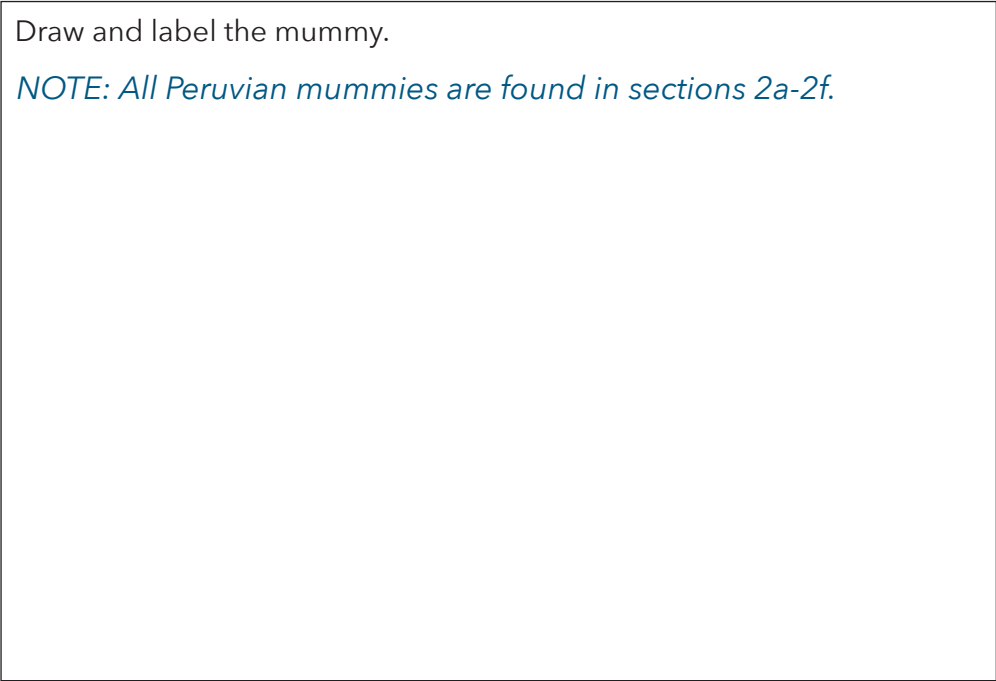 Draw and label the mummy.
NOTE: All Peruvian mummies are found in sections 2a-2f.